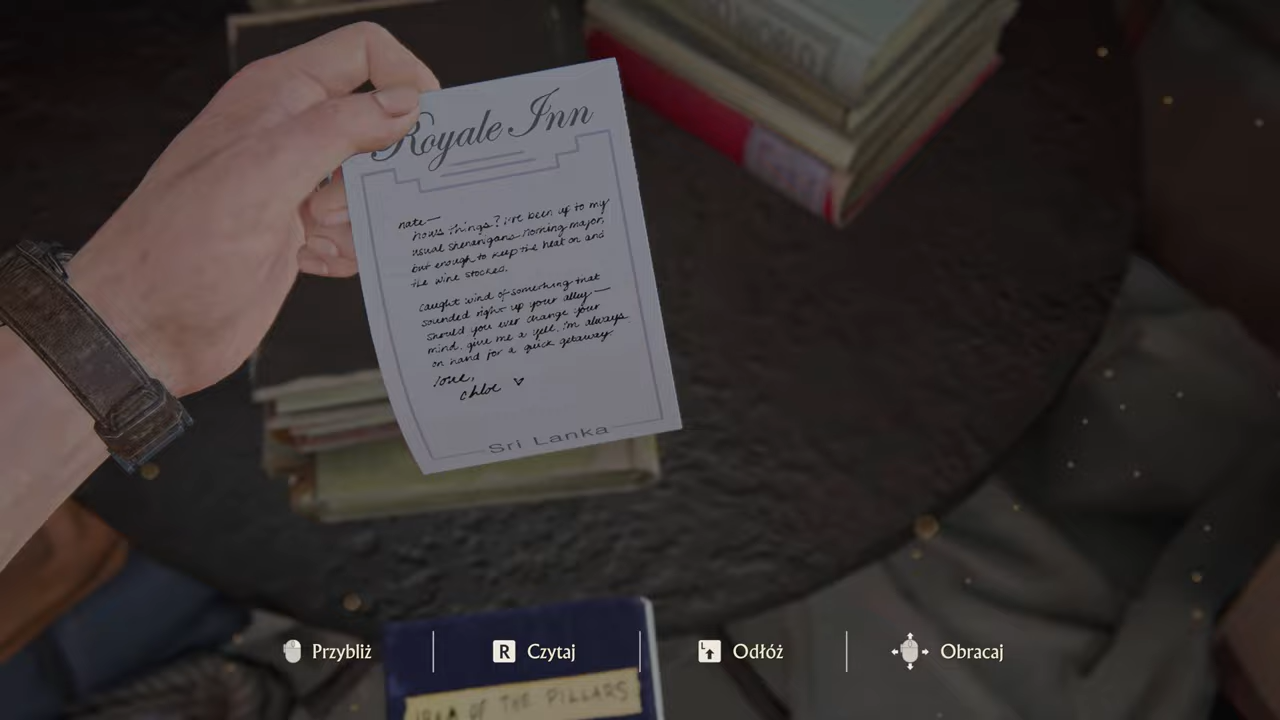 Royale Inn
nate—
how's things? i've been up to my
usual shenanigans. nothing major,
but enough to keep the heat on and
the wine stocked.
caught wind of something that
sounded right up your alley—
should you ever change your
mind, give me a yell. i'm always
on hand for a quick getaway.
love,
chloe ♡
Sri Lanka
OF THE PILLARS
Przybliż
R Czytaj
Odłóż
Obracaj